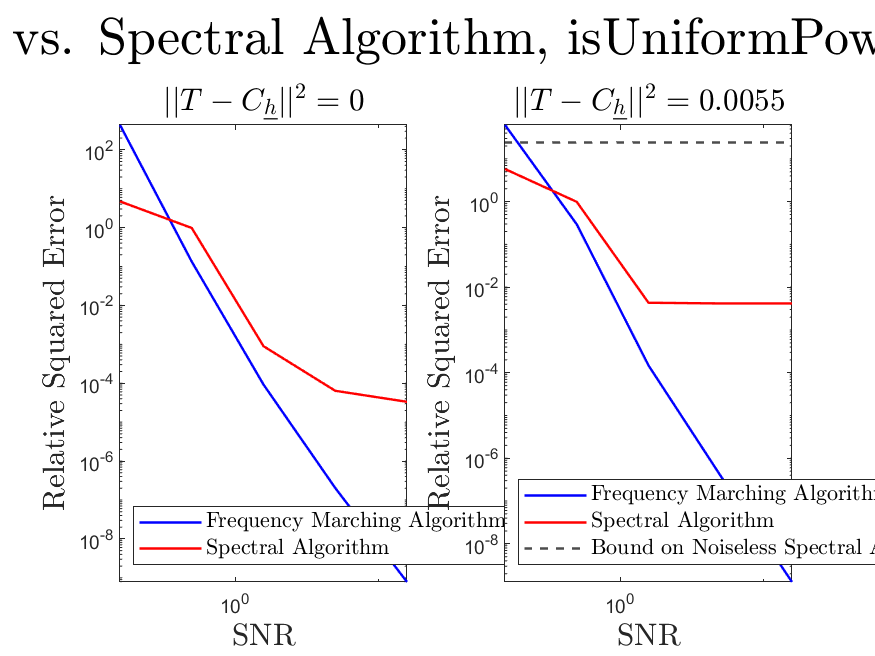 vs. Spectral Algorithm, isUniformPow
||T − C_h||² = 0
10²
10⁰
10⁻²
10⁻⁴
10⁻⁶
10⁻⁸
Relative Squared Error
Frequency Marching Algorithm
Spectral Algorithm
10⁰
SNR
||T − C_h||² = 0.0055
10⁰
10⁻²
10⁻⁴
10⁻⁶
10⁻⁸
Relative Squared Error
Frequency Marching Algorith
Spectral Algorithm
Bound on Noiseless Spectral A
10⁰
SNR